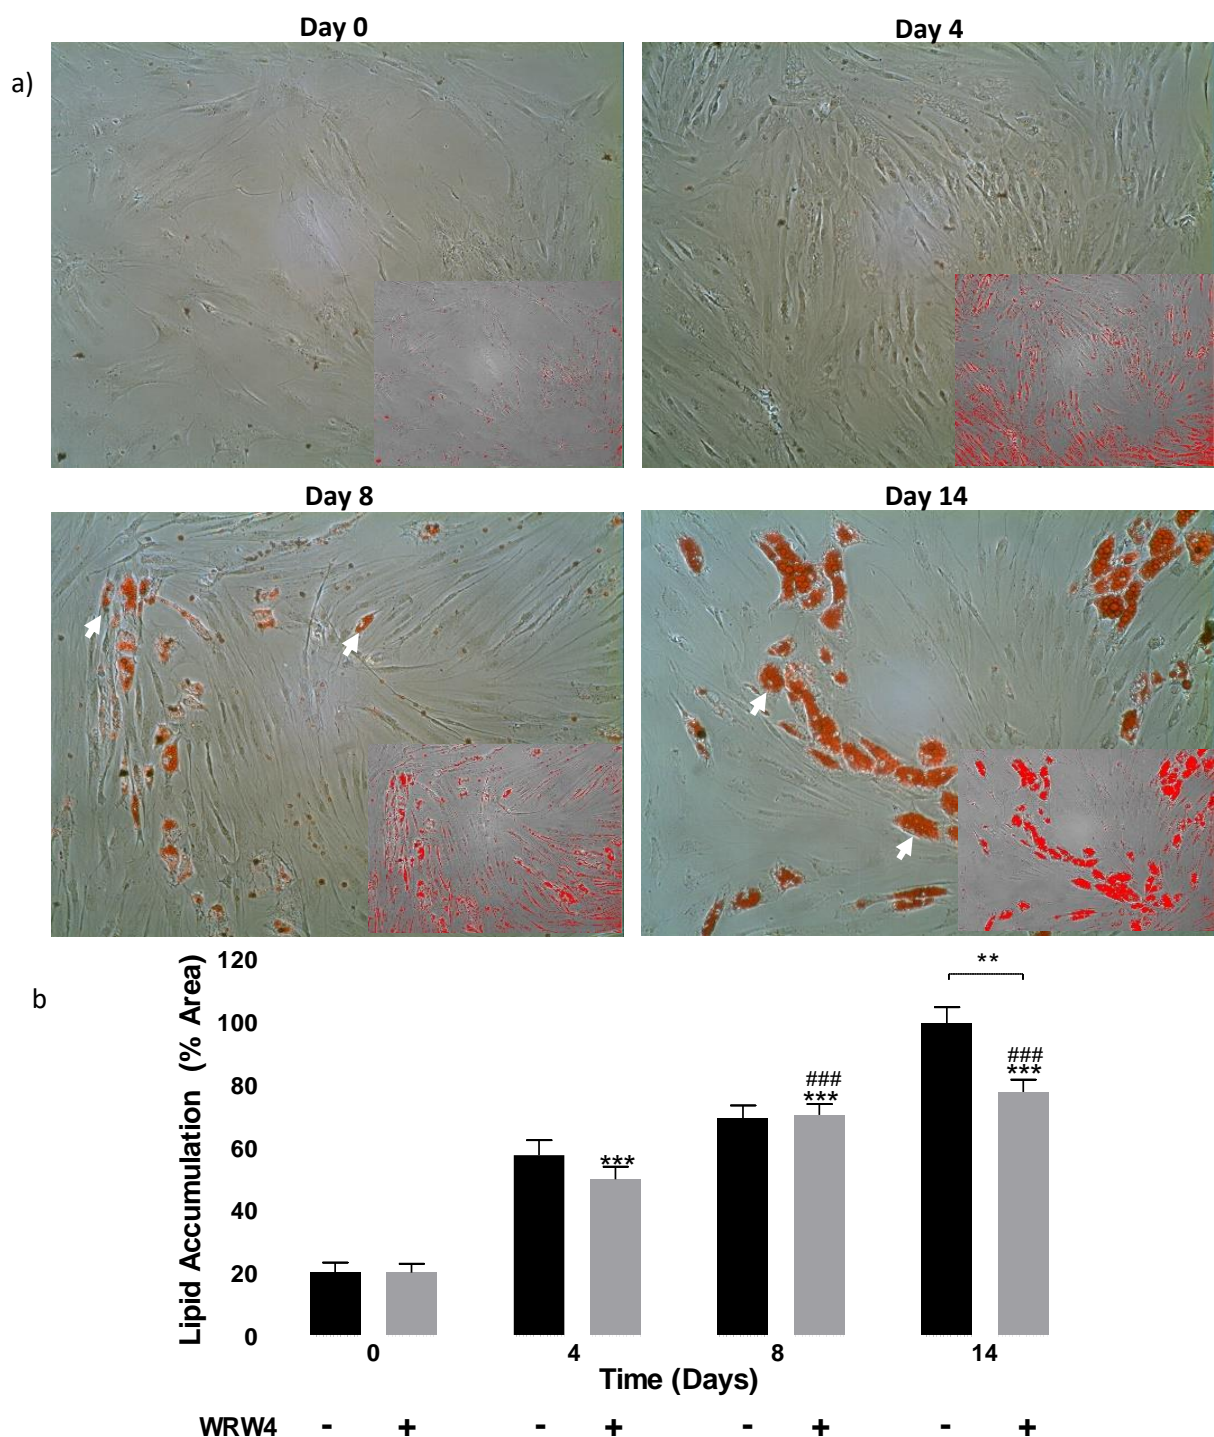 Day 0
Day 4
a)
Day 8
Day 14
b
Lipid Accumulation (% Area)
120
100
80
60
40
20
0
**
###
***
###
***
***
0
4
8
14
Time (Days)
WRW4 - + - + - + - +